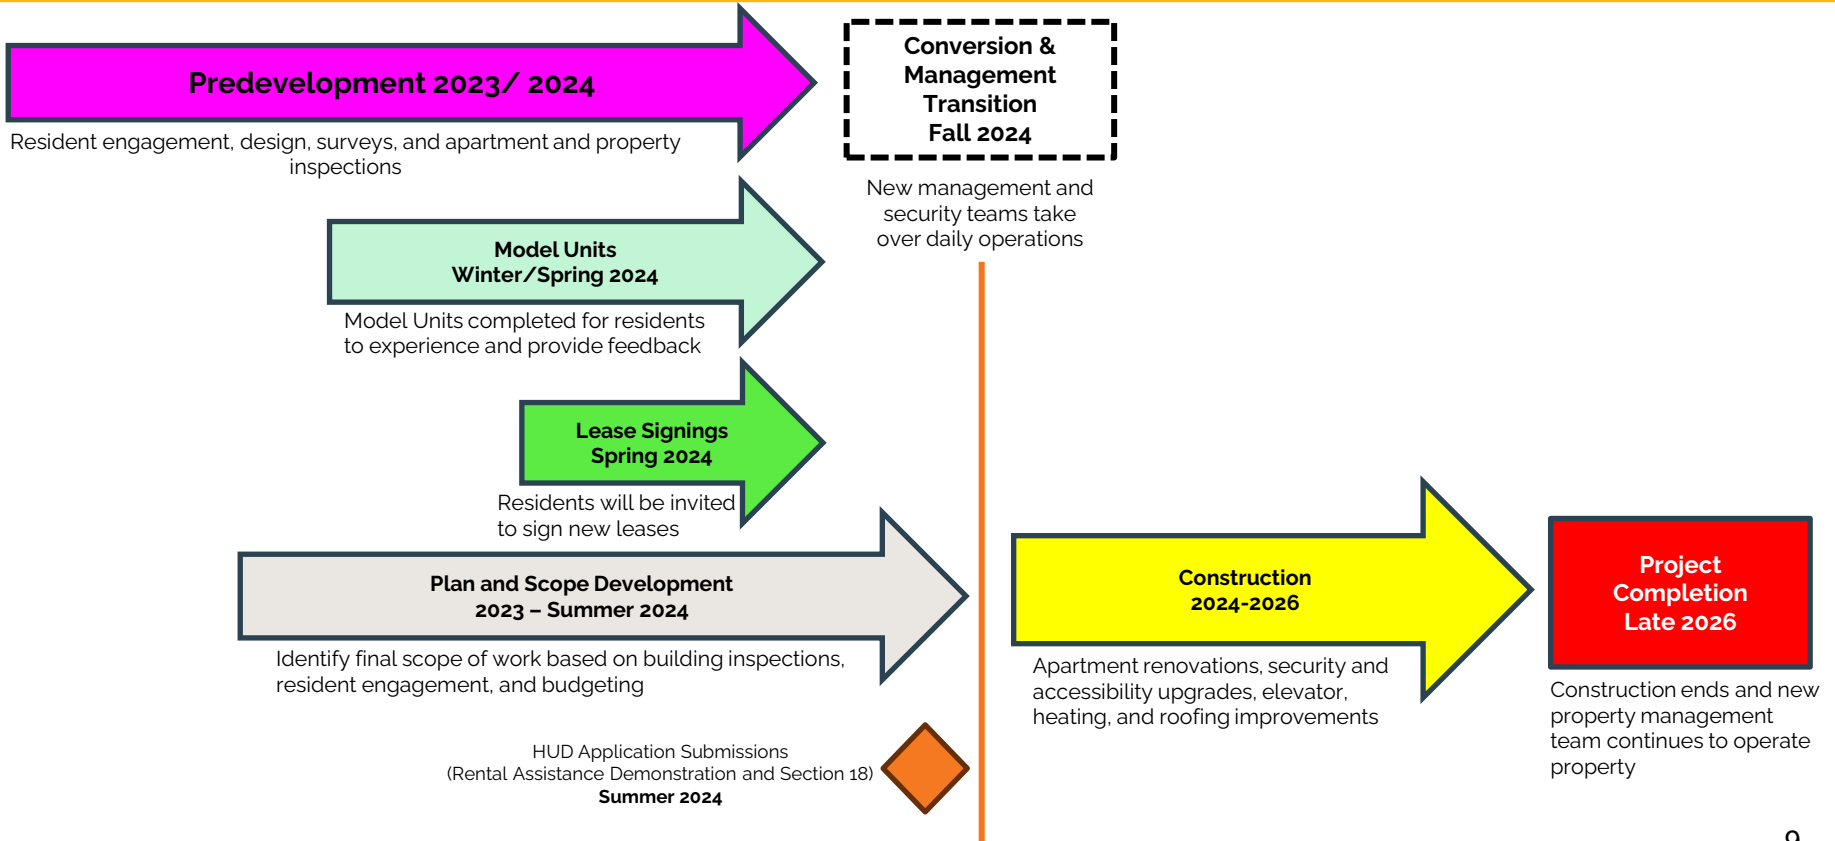 Predevelopment 2023/ 2024
Resident engagement, design, surveys, and apartment and property
inspections
Conversion &
Management
Transition
Fall 2024
New management and
security teams take
over daily operations
Model Units
Winter/Spring 2024
Model Units completed for residents
to experience and provide feedback
Lease Signings
Spring 2024
Residents will be invited
to sign new leases
Plan and Scope Development
2023 – Summer 2024
Identify final scope of work based on building inspections,
resident engagement, and budgeting
HUD Application Submissions
(Rental Assistance Demonstration and Section 18)
Summer 2024
Construction
2024-2026
Apartment renovations, security and
accessibility upgrades, elevator,
heating, and roofing improvements
Project
Completion
Late 2026
Construction ends and new
property management
team continues to operate
property